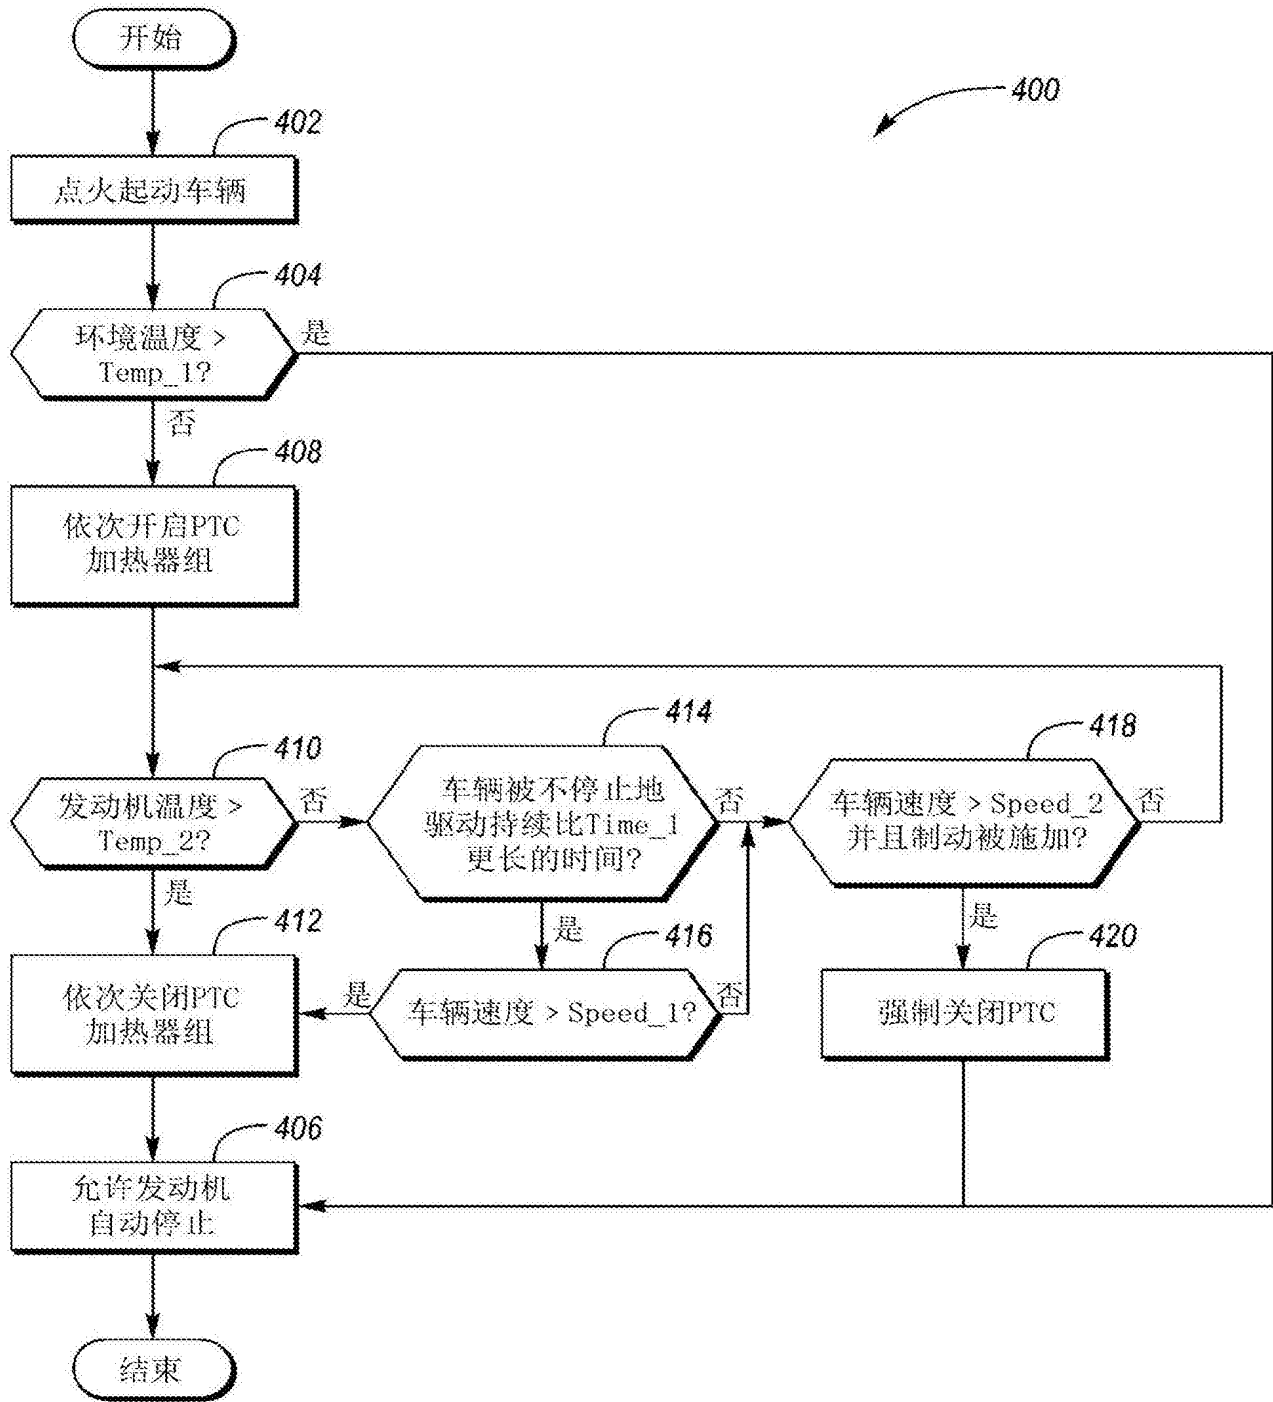 开始
400
402
点火起动车辆
404
环境温度 >
Temp_1?
是
否
408
依次开启PTC
加热器组
410
发动机温度 >
Temp_2?
否
是
414
车辆被不停止地
驱动持续比Time_1
更长的时间?
否
是
418
车辆速度 > Speed_2
并且制动被施加?
否
是
412
依次关闭PTC
加热器组
416
是
车辆速度 > Speed_1?
否
420
强制关闭PTC
406
允许发动机
自动停止
结束